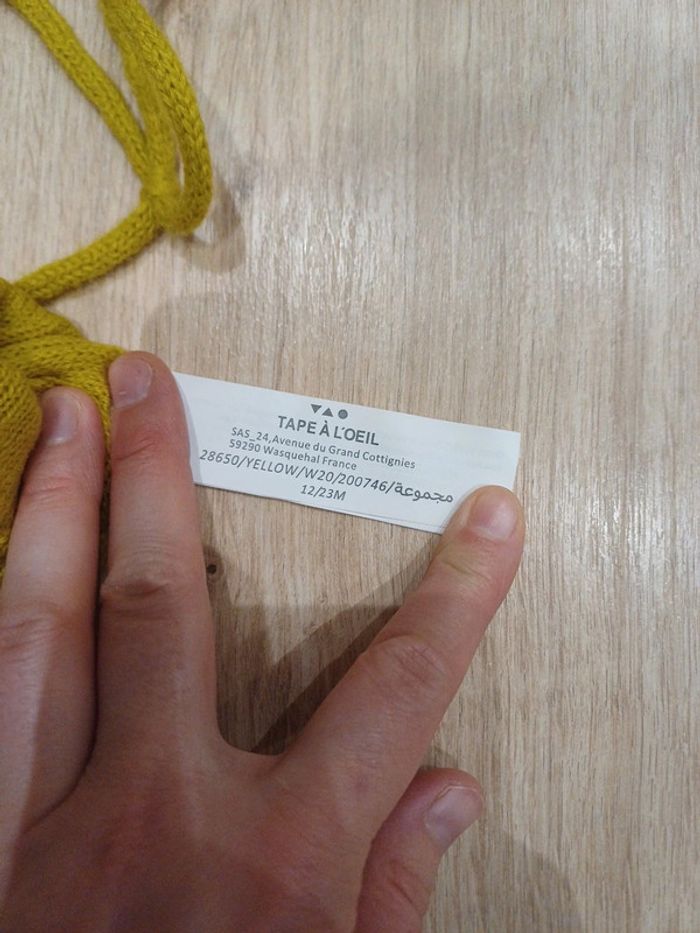 TAPE À L'OEIL
SAS_24,Avenue du Grand Cottignies
59290 Wasquehal France
28650/YELLOW/W20/200746/مجموعة
12/23M